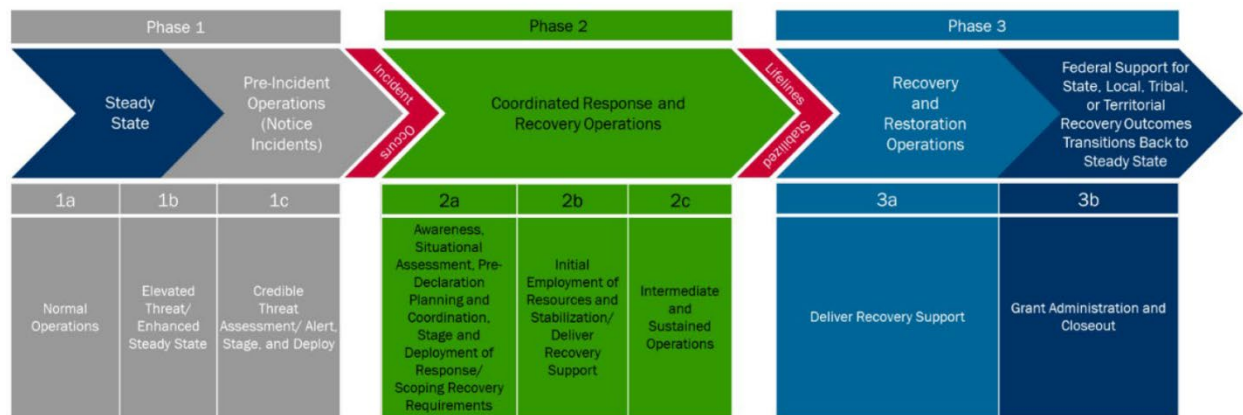 Phase 1
Phase 2
Phase 3
Steady
State
Pre-Incident
Operations
(Notice
Incidents)
Incident
Occurs
Coordinated Response and
Recovery Operations
Lifelines
Stabilized
Recovery
and
Restoration
Operations
Federal Support for
State, Local, Tribal,
or Territorial
Recovery Outcomes
Transitions Back to
Steady State
1a
1b
1c
2a
2b
2c
3a
3b
Normal
Operations
Elevated
Threat/
Enhanced
Steady State
Credible
Threat
Assessment/ Alert,
Stage, and Deploy
Awareness,
Situational
Assessment, Pre-
Declaration
Planning and
Coordination,
Stage and
Deployment of
Response/
Scoping Recovery
Requirements
Initial
Employment of
Resources and
Stabilization/
Deliver
Recovery
Support
Intermediate
and
Sustained
Operations
Deliver Recovery Support
Grant Administration and
Closeout